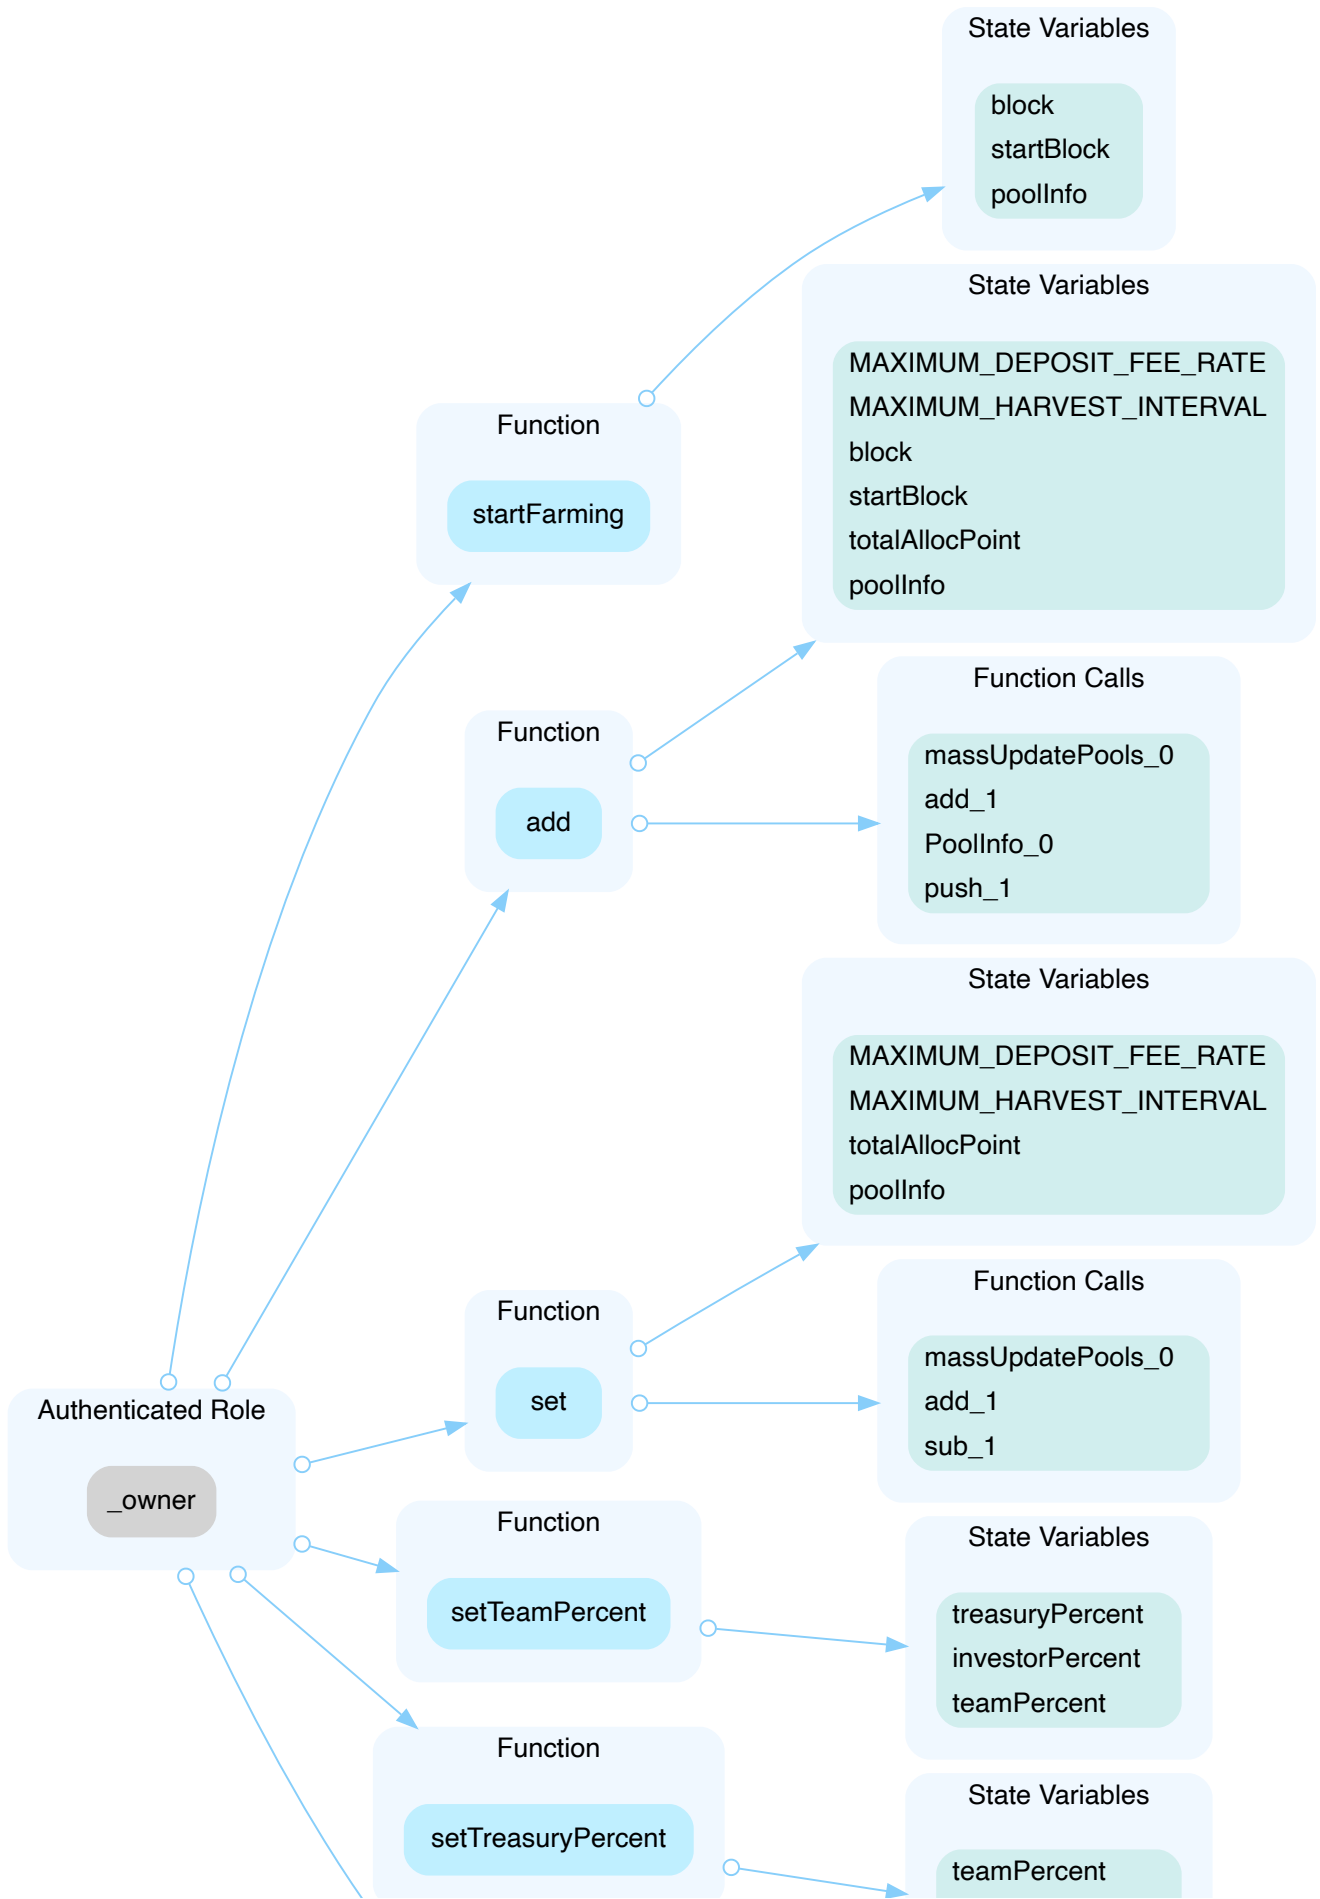 State Variables
block
startBlock
poolInfo
State Variables
MAXIMUM_DEPOSIT_FEE_RATE
MAXIMUM_HARVEST_INTERVAL
block
startBlock
totalAllocPoint
poolInfo
Function
startFarming
Function Calls
massUpdatePools_0
add_1
PoolInfo_0
push_1
Function
add
State Variables
MAXIMUM_DEPOSIT_FEE_RATE
MAXIMUM_HARVEST_INTERVAL
totalAllocPoint
poolInfo
Function Calls
massUpdatePools_0
add_1
sub_1
Function
set
Authenticated Role
_owner
Function
setTeamPercent
State Variables
treasuryPercent
investorPercent
teamPercent
Function
setTreasuryPercent
State Variables
teamPercent